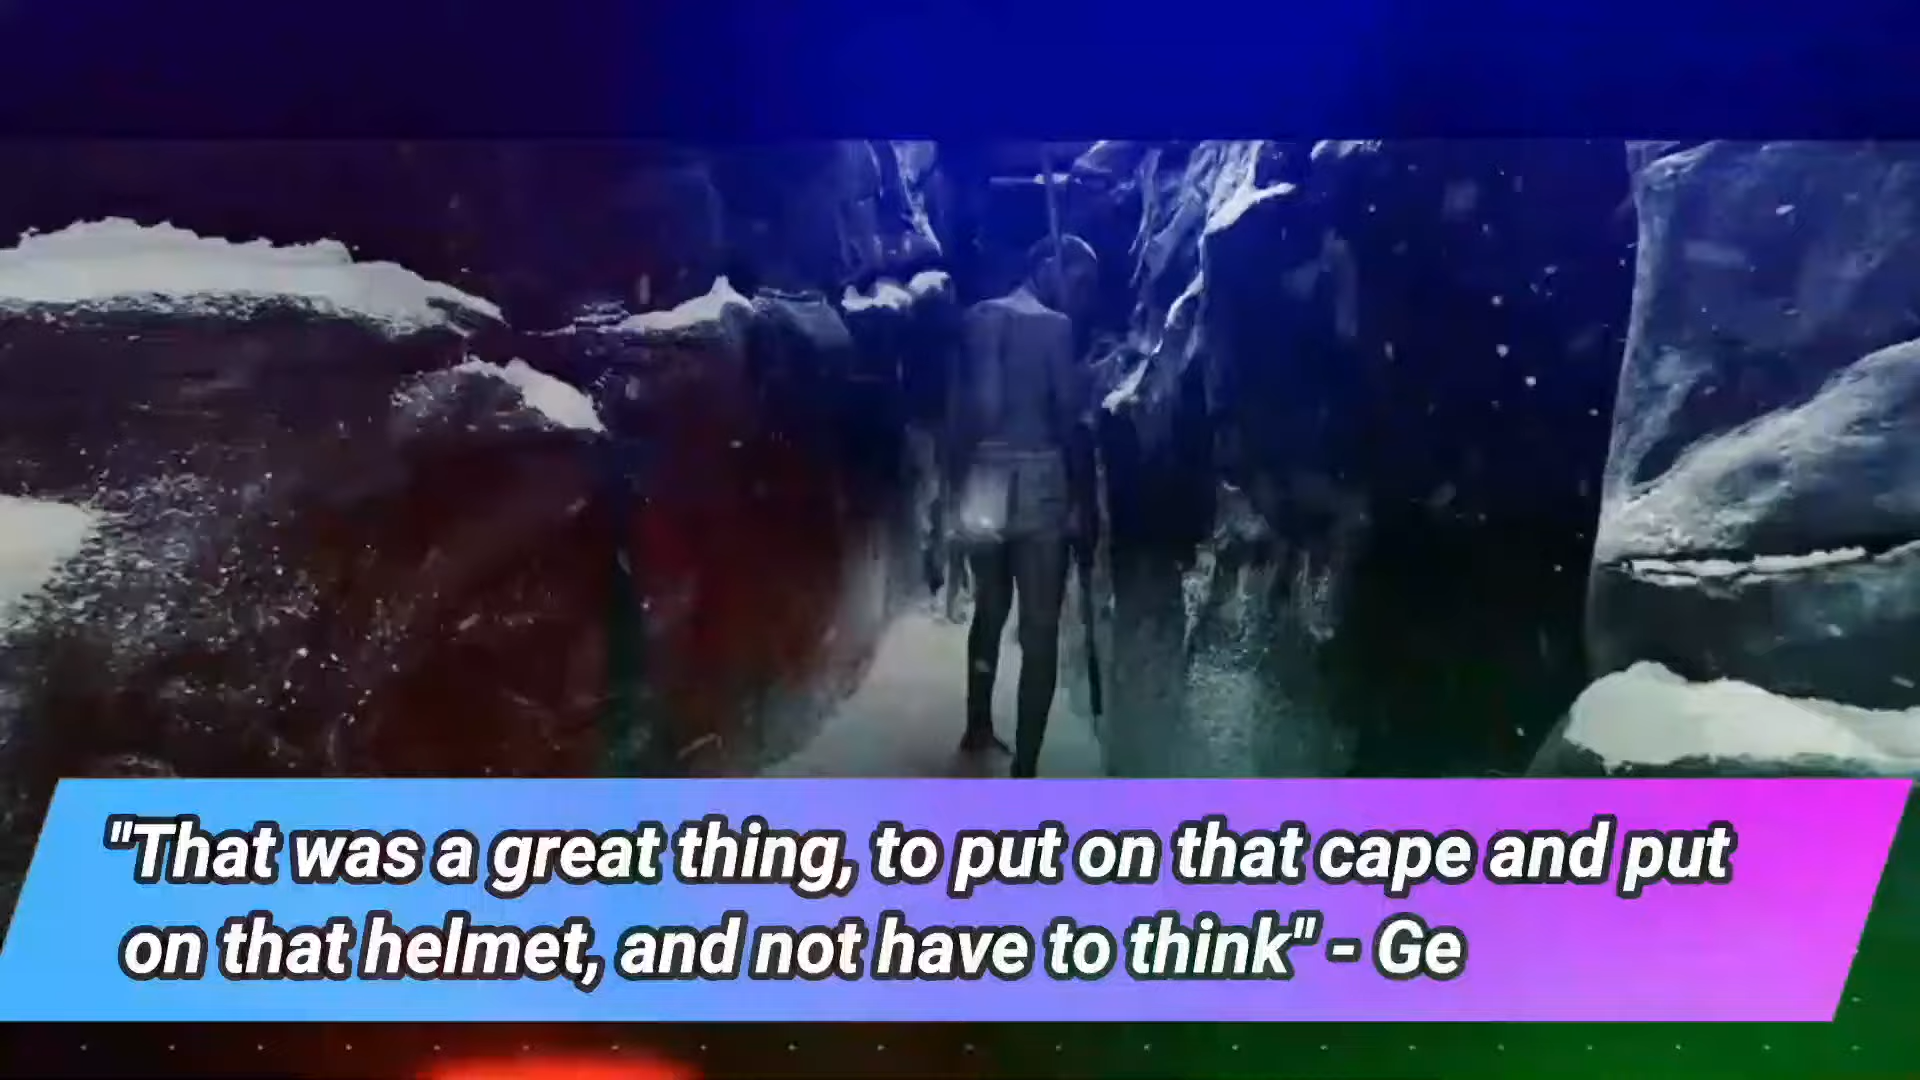 "That was a great thing, to put on that cape and put
on that helmet, and not have to think" - Ge